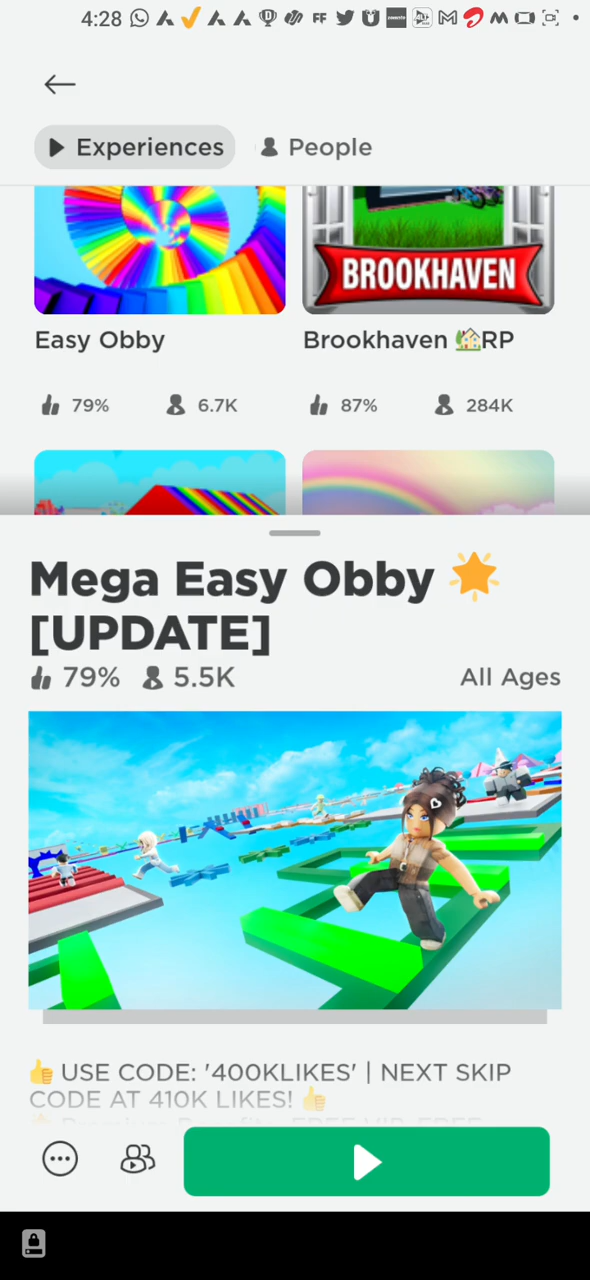 4:28
Experiences People
BROOKHAVEN
Easy Obby
Brookhaven 🏡RP
79% 6.7K 87% 284K
Mega Easy Obby 🌟
[UPDATE]
79% 5.5K All Ages
👍 USE CODE: '400KLIKES' | NEXT SKIP
CODE AT 410K LIKES! 👍